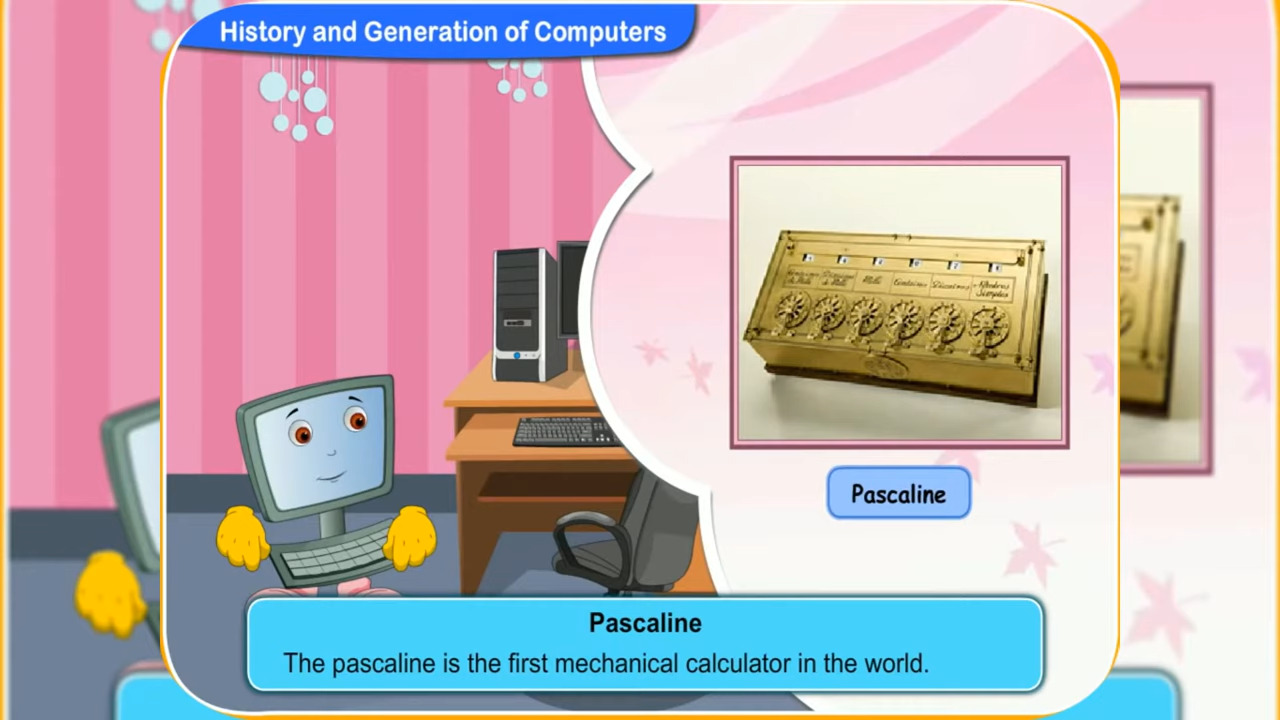 History and Generation of Computers
Pascaline
Pascaline
The pascaline is the first mechanical calculator in the world.